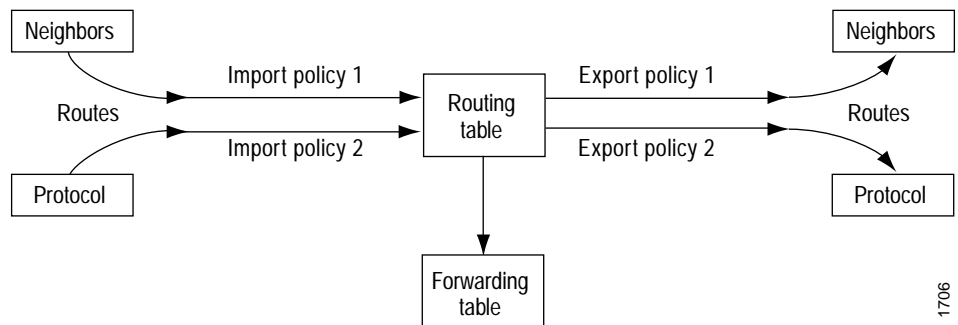 Neighbors
Neighbors
Import policy 1
Export policy 1
Routes
Routing
table
Routes
Import policy 2
Export policy 2
Protocol
Protocol
Forwarding
table
1706